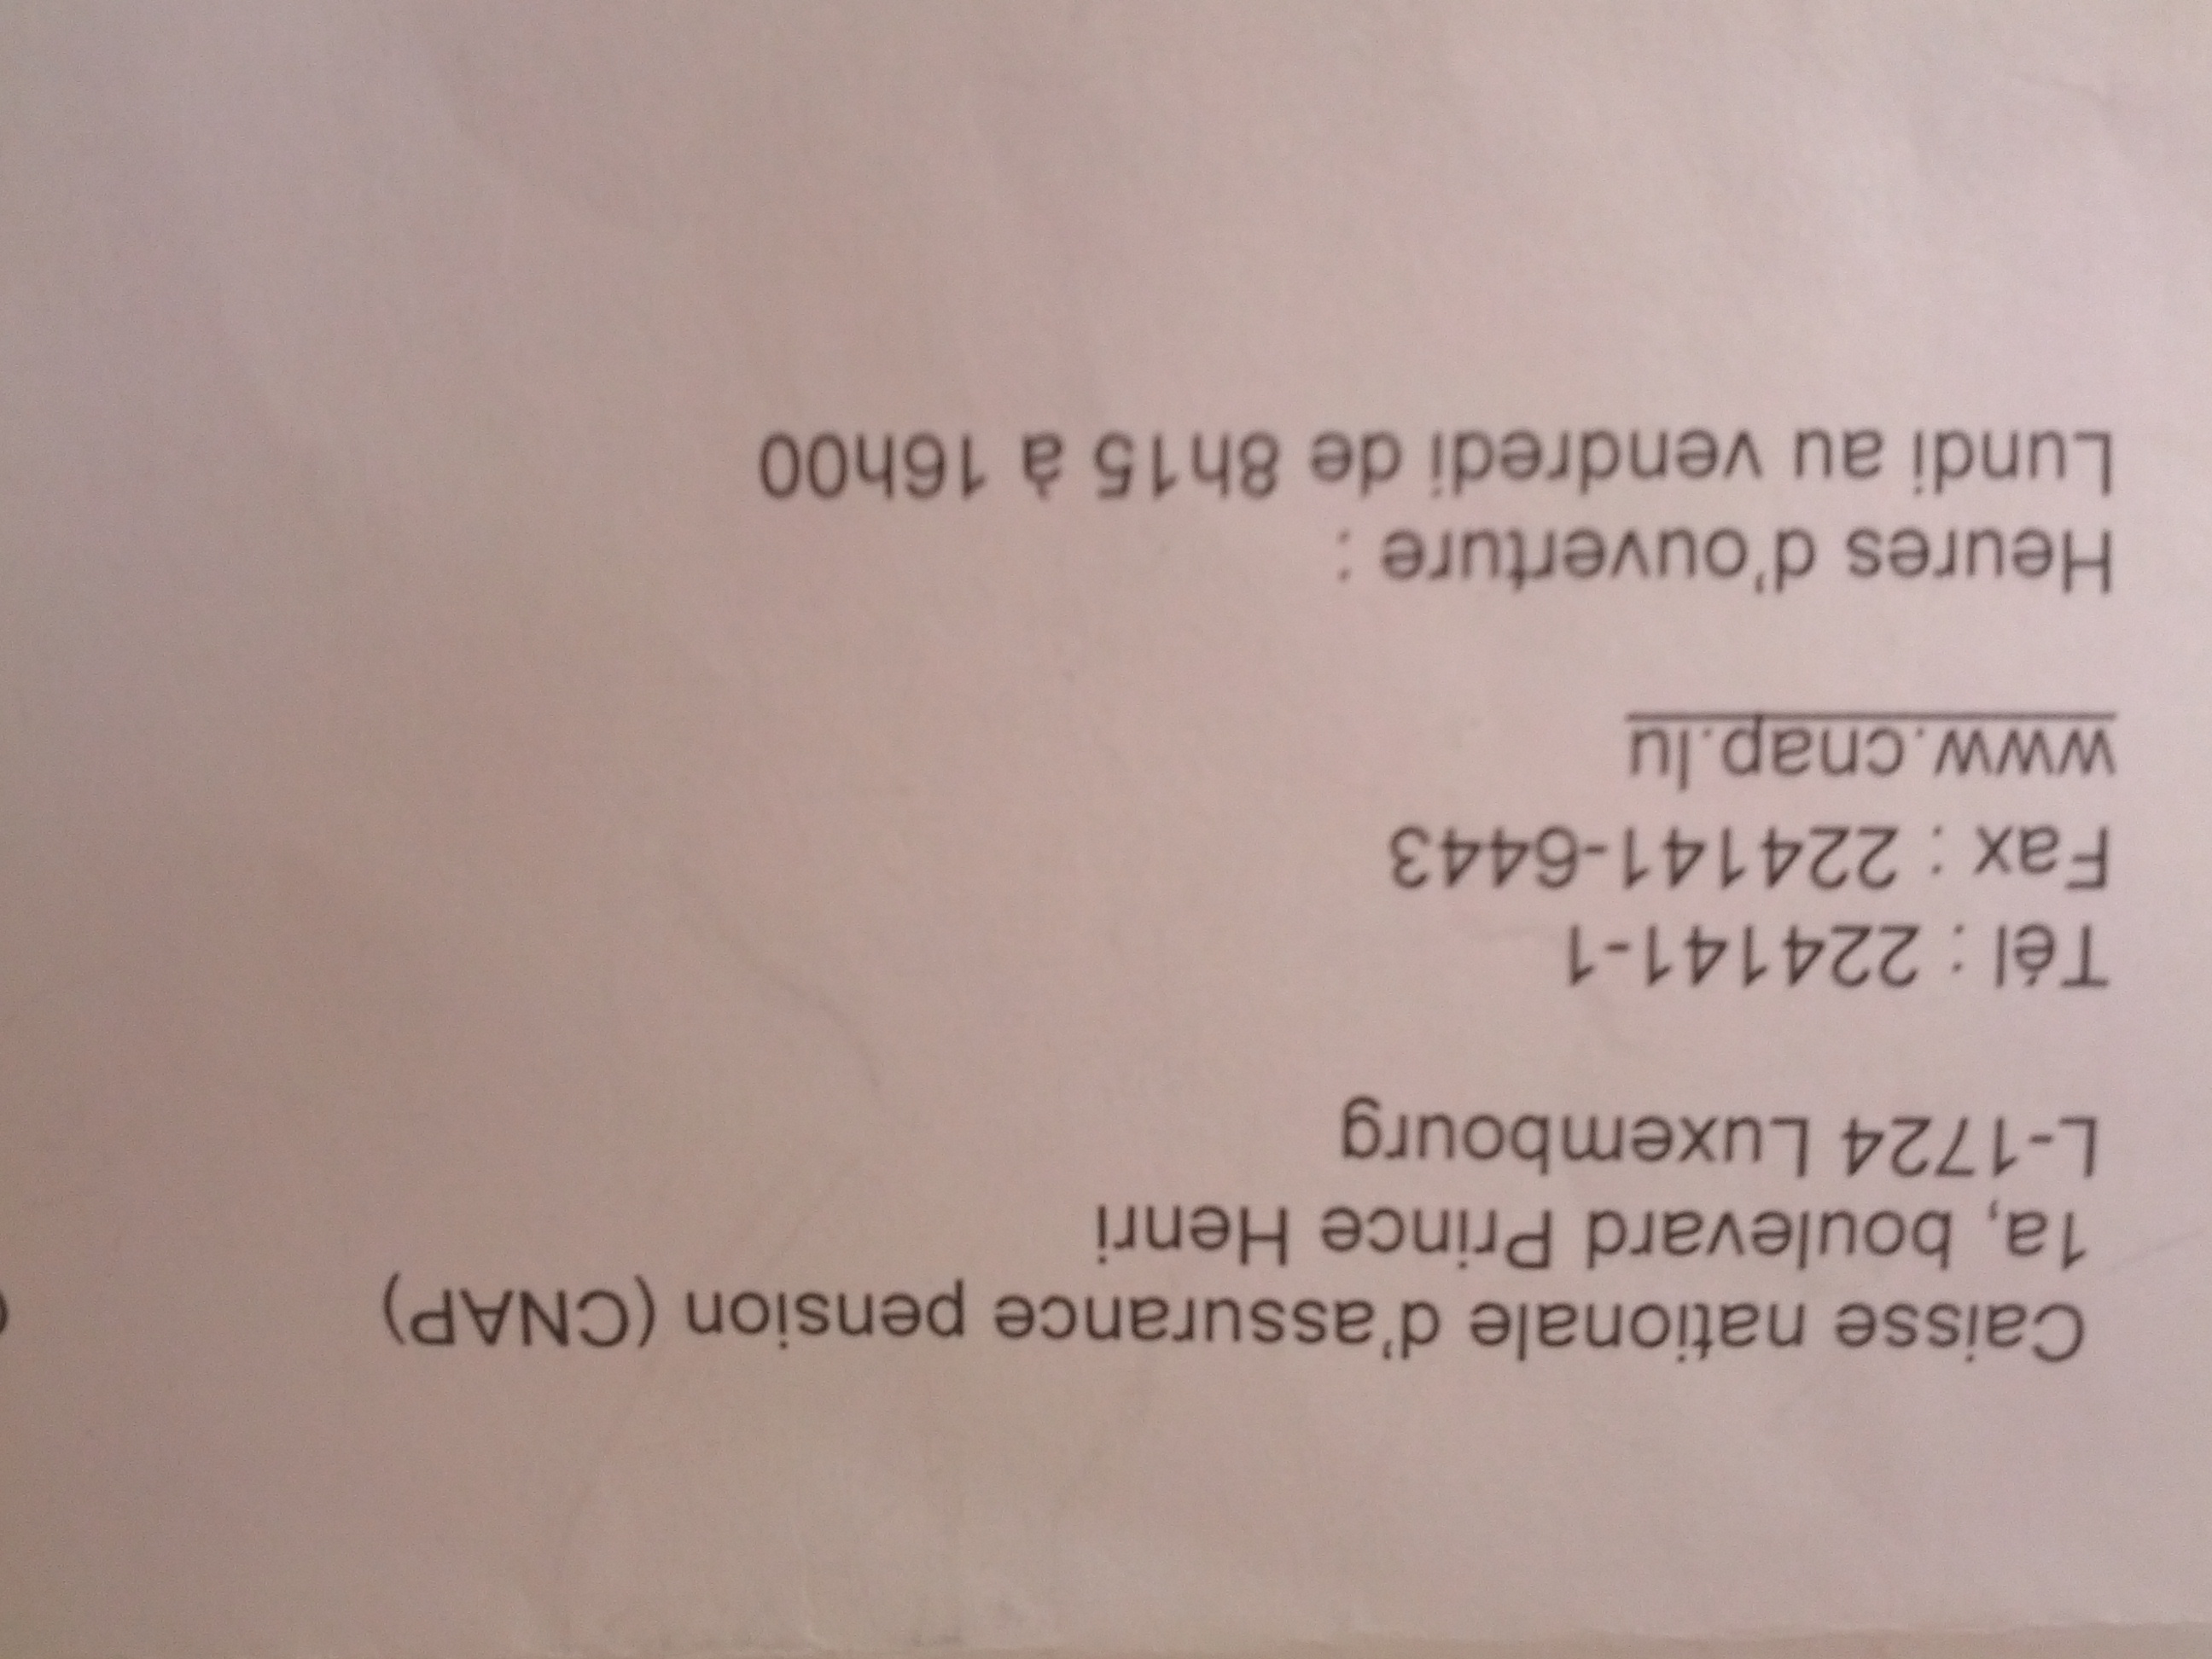 Caisse nationale d'assurance pension (CNAP)
1a, boulevard Prince Henri
L-1724 Luxembourg
Tél : 224141-1
Fax : 224141-6443
www.cnap.lu
Heures d'ouverture :
Lundi au vendredi de 8h15 à 16h00